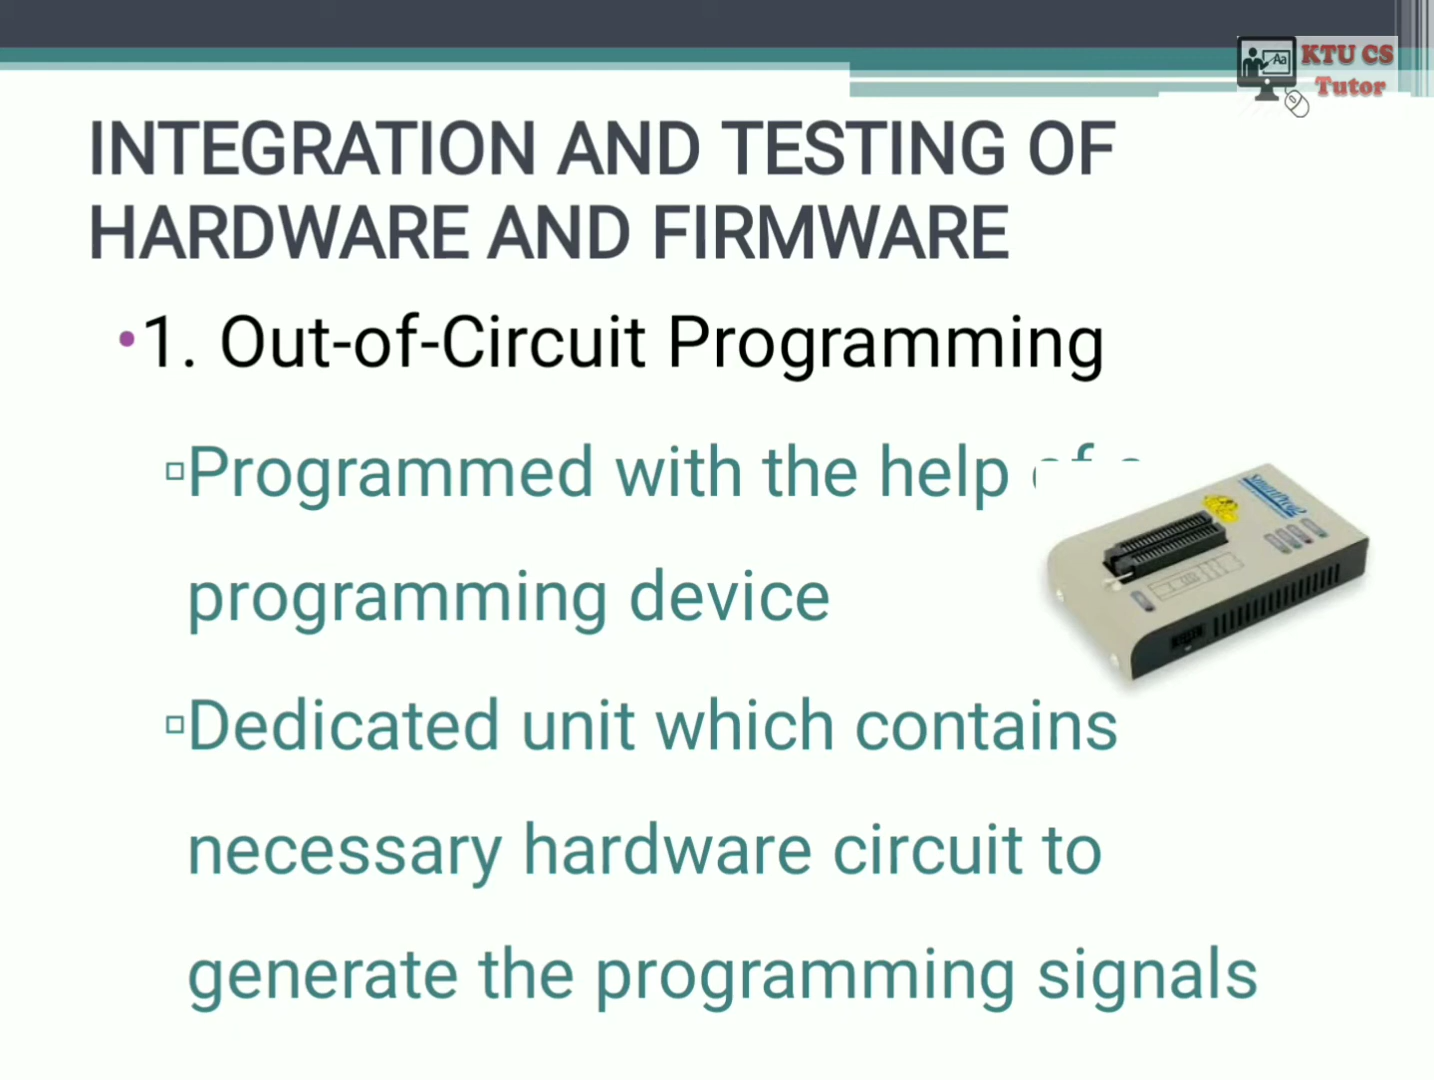 KTU CS
Tutor
INTEGRATION AND TESTING OF
HARDWARE AND FIRMWARE
•1. Out-of-Circuit Programming
▫Programmed with the help of a
programming device
▫Dedicated unit which contains
necessary hardware circuit to
generate the programming signals